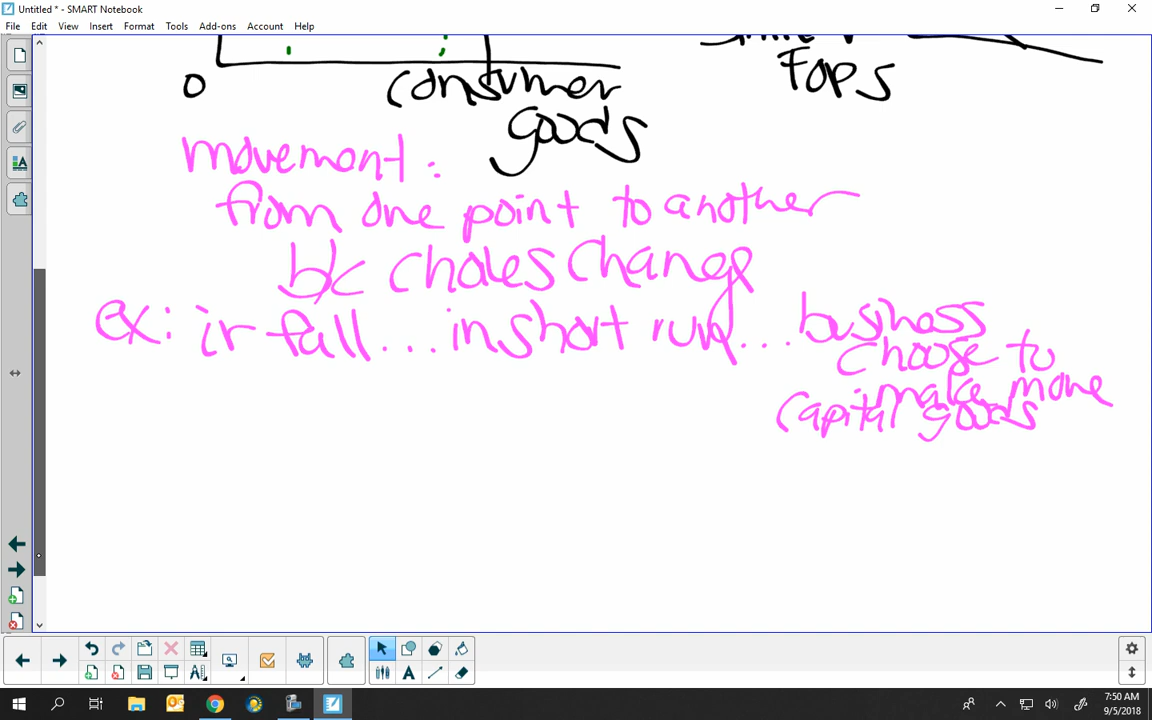 Untitled * - SMART Notebook
File Edit View Insert Format Tools Add-ons Account Help
0 Consumer
goods
FOPS
movement:
from one point to another
b/c choices change
ex: ir fall... in short run... business
choose to
make more
capital goods
7:50 AM
9/5/2018